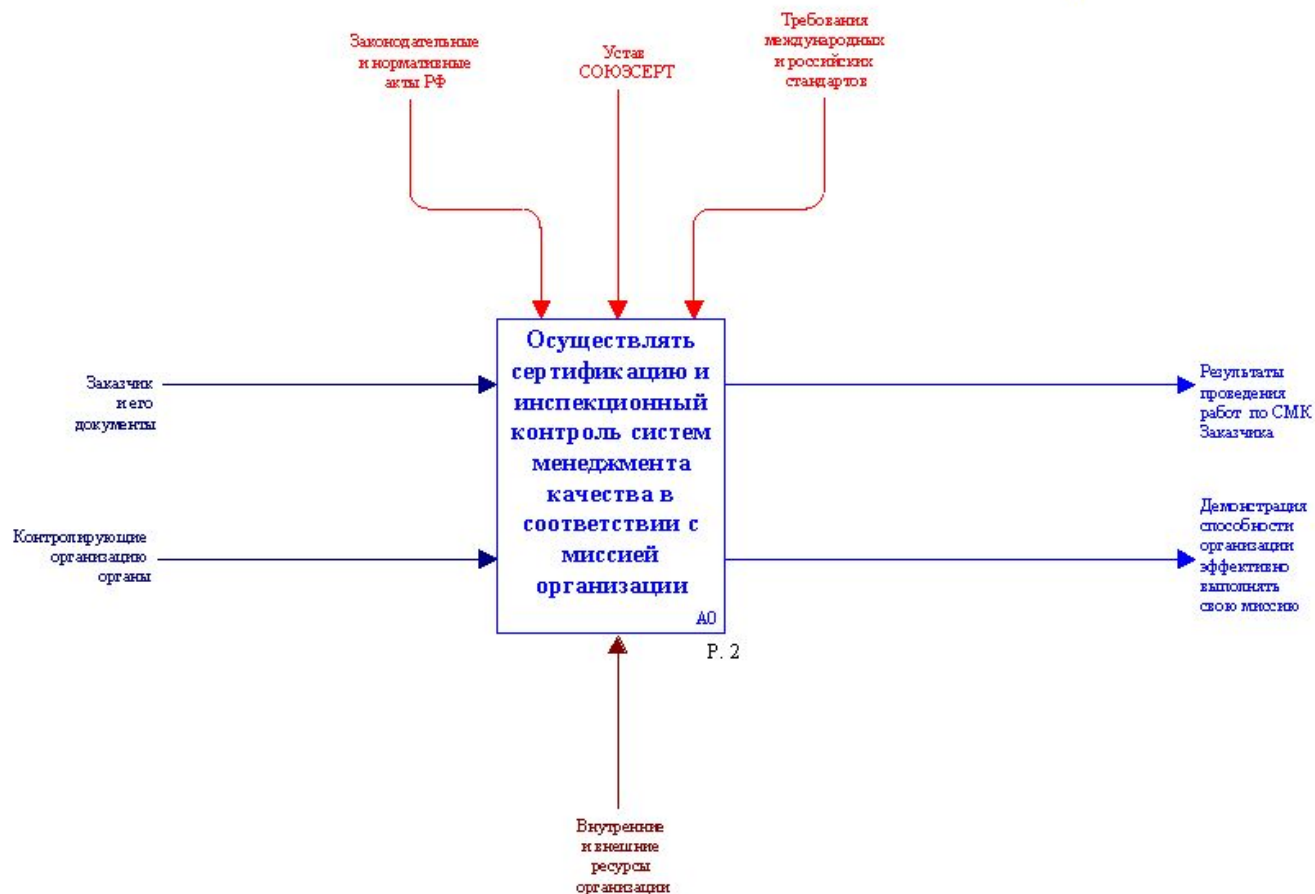 Законодательные
и нормативные
акты РФ
Устав
СОЮЗСЕРТ
Требования
международных
и российских
стандартов
Осуществлять
сертификацию и
инспекционный
контроль систем
менеджмента
качества в
соответствии с
миссией
организации
A0
P. 2
Заказчик
и его
документы
Контролирующие
организацию
органы
Результаты
проведения
работ по СМК
Заказчика
Демонстрация
способности
организации
эффективно
выполнять
свою миссию
Внутренние
и внешние
ресурсы
организации